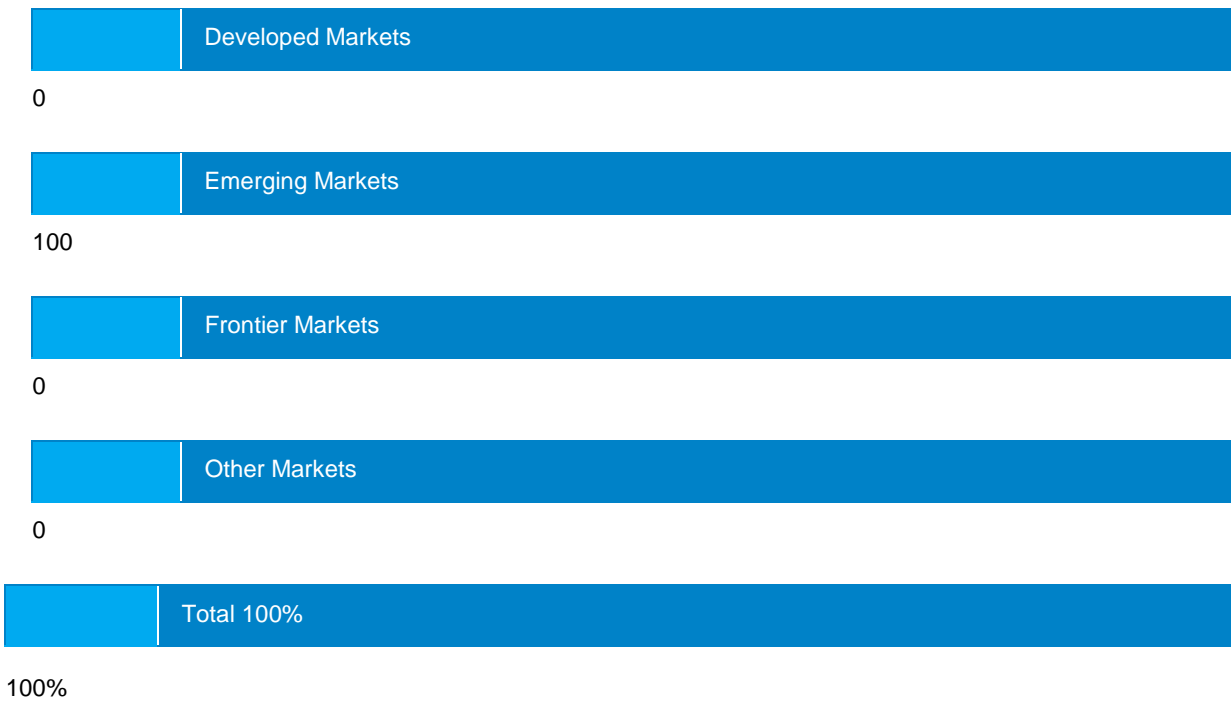 Developed Markets
0
Emerging Markets
100
Frontier Markets
0
Other Markets
0
Total 100%
100%